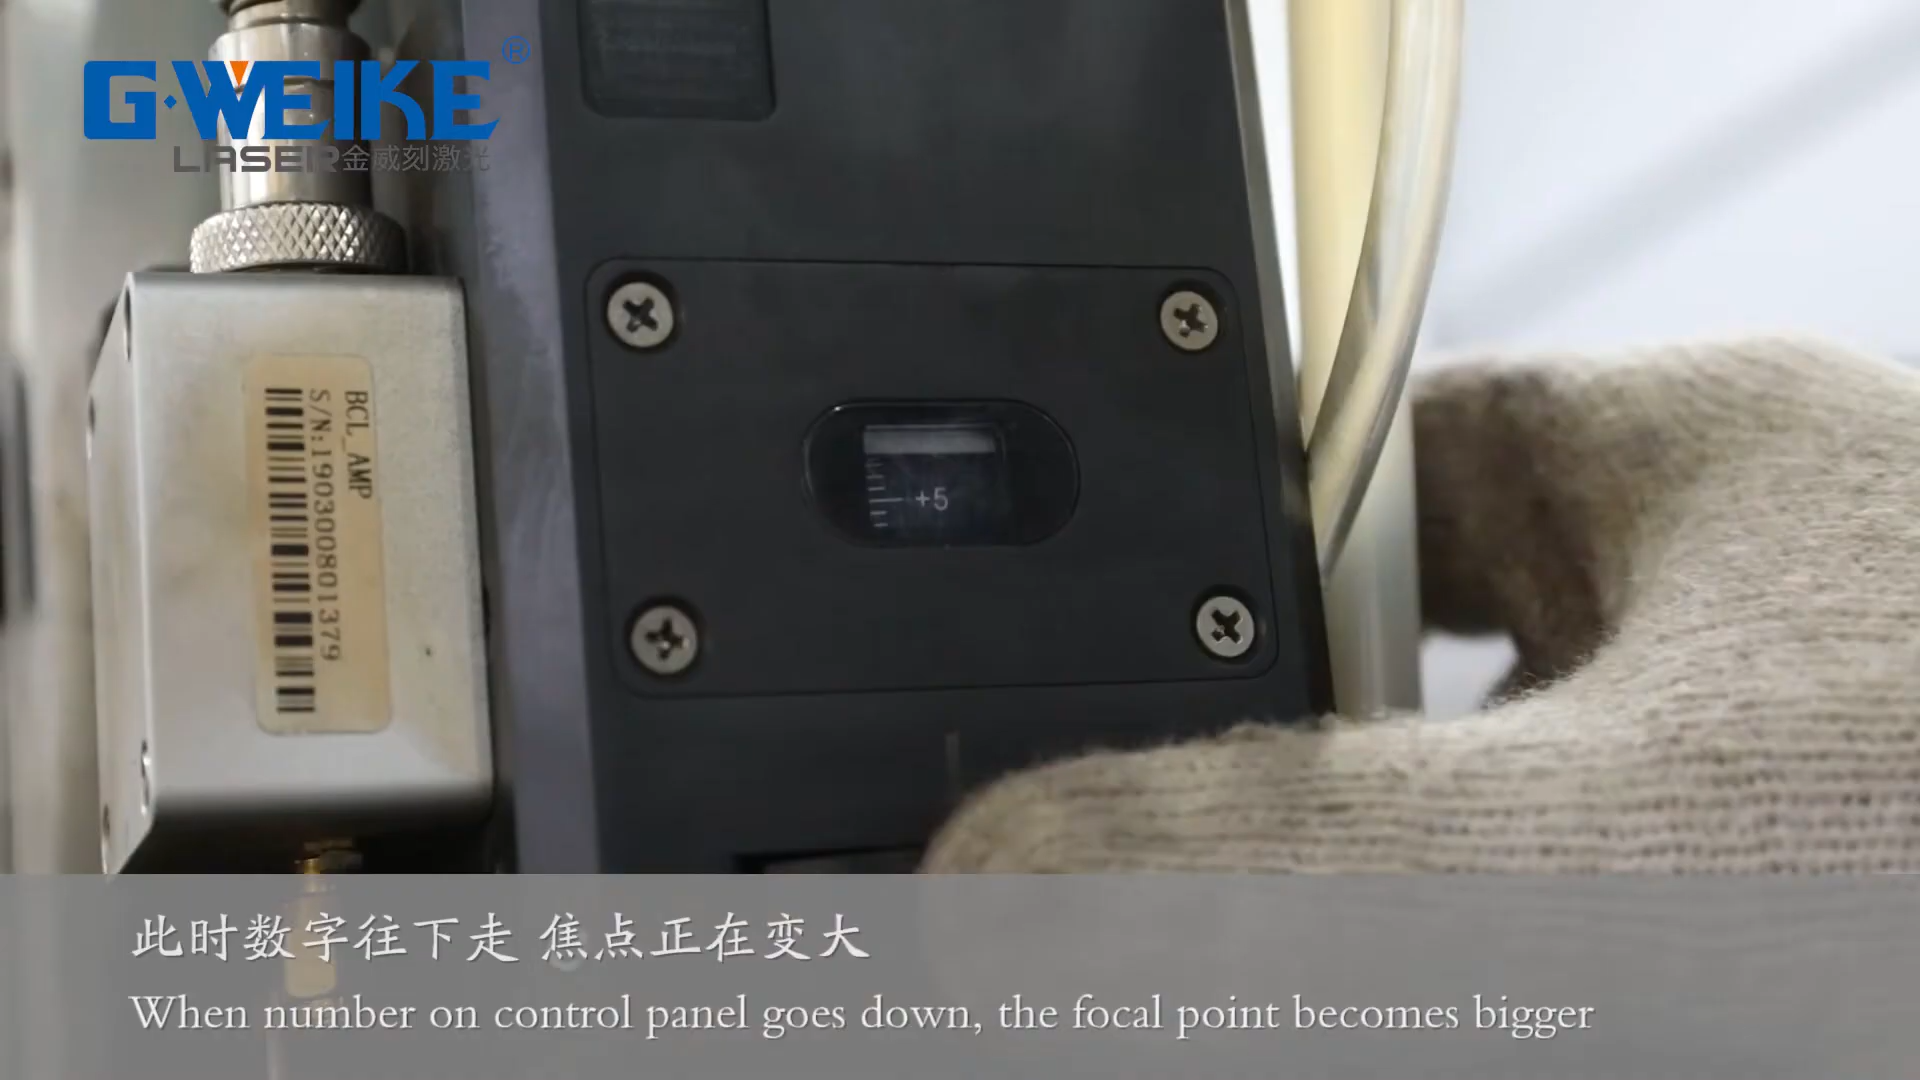 G·WEIKE®
LASER金威刻激光
BCL_AMP
S/N:190300801379
+5
此时数字往下走 焦点正在变大
When number on control panel goes down, the focal point becomes bigger